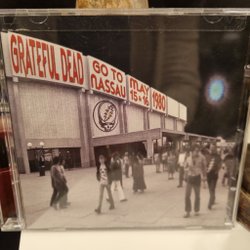 GRATEFUL DEAD
GO TO
NASSAU
MAY
15 & 16
1980